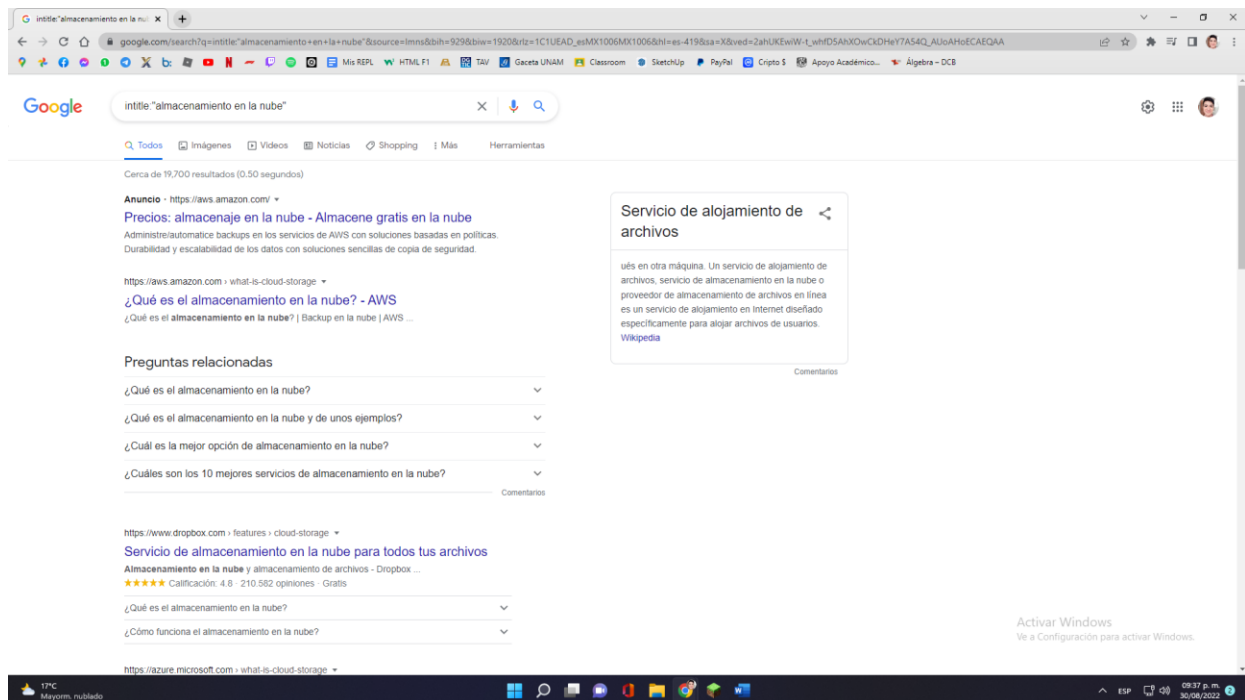 intitle:"almacenamiento en la nul
google.com/search?q=intitle:"almacenamiento+en+la+nube"&source=lmns&bih=929&biw=1920&rlz=1C1UEAD_esMX1006MX1006&hl=es-419&sa=X&ved=2ahUKEwiW-t_whfD5AhXOwCkDHeY7A54Q_AUoAHoECAEQAA
Mis REPL HTML F1 TAV Gaceta UNAM Classroom SketchUp PayPal Cripto $ Apoyo Académico... Álgebra – DCB
Google
intitle:"almacenamiento en la nube"
Todos Imágenes Videos Noticias Shopping Más Herramientas
Cerca de 19,700 resultados (0.50 segundos)
Anuncio · https://aws.amazon.com/
Precios: almacenaje en la nube - Almacene gratis en la nube
Administre/automatice backups en los servicios de AWS con soluciones basadas en políticas.
Durabilidad y escalabilidad de los datos con soluciones sencillas de copia de seguridad.
https://aws.amazon.com › what-is-cloud-storage
¿Qué es el almacenamiento en la nube? - AWS
¿Qué es el almacenamiento en la nube? | Backup en la nube | AWS ...
Preguntas relacionadas
¿Qué es el almacenamiento en la nube?
¿Qué es el almacenamiento en la nube y de unos ejemplos?
¿Cuál es la mejor opción de almacenamiento en la nube?
¿Cuáles son los 10 mejores servicios de almacenamiento en la nube?
Comentarios
https://www.dropbox.com › features › cloud-storage
Servicio de almacenamiento en la nube para todos tus archivos
Almacenamiento en la nube y almacenamiento de archivos - Dropbox ...
Calificación: 4.8 · 210.582 opiniones · Gratis
¿Qué es el almacenamiento en la nube?
¿Cómo funciona el almacenamiento en la nube?
https://azure.microsoft.com › what-is-cloud-storage
Servicio de alojamiento de
archivos
ués en otra máquina. Un servicio de alojamiento de
archivos, servicio de almacenamiento en la nube o
proveedor de almacenamiento de archivos en línea
es un servicio de alojamiento en Internet diseñado
específicamente para alojar archivos de usuarios.
Wikipedia
Comentarios
Activar Windows
Ve a Configuración para activar Windows.
17°C
Mayorm. nublado
ESP
09:37 p. m.
30/08/2022
2